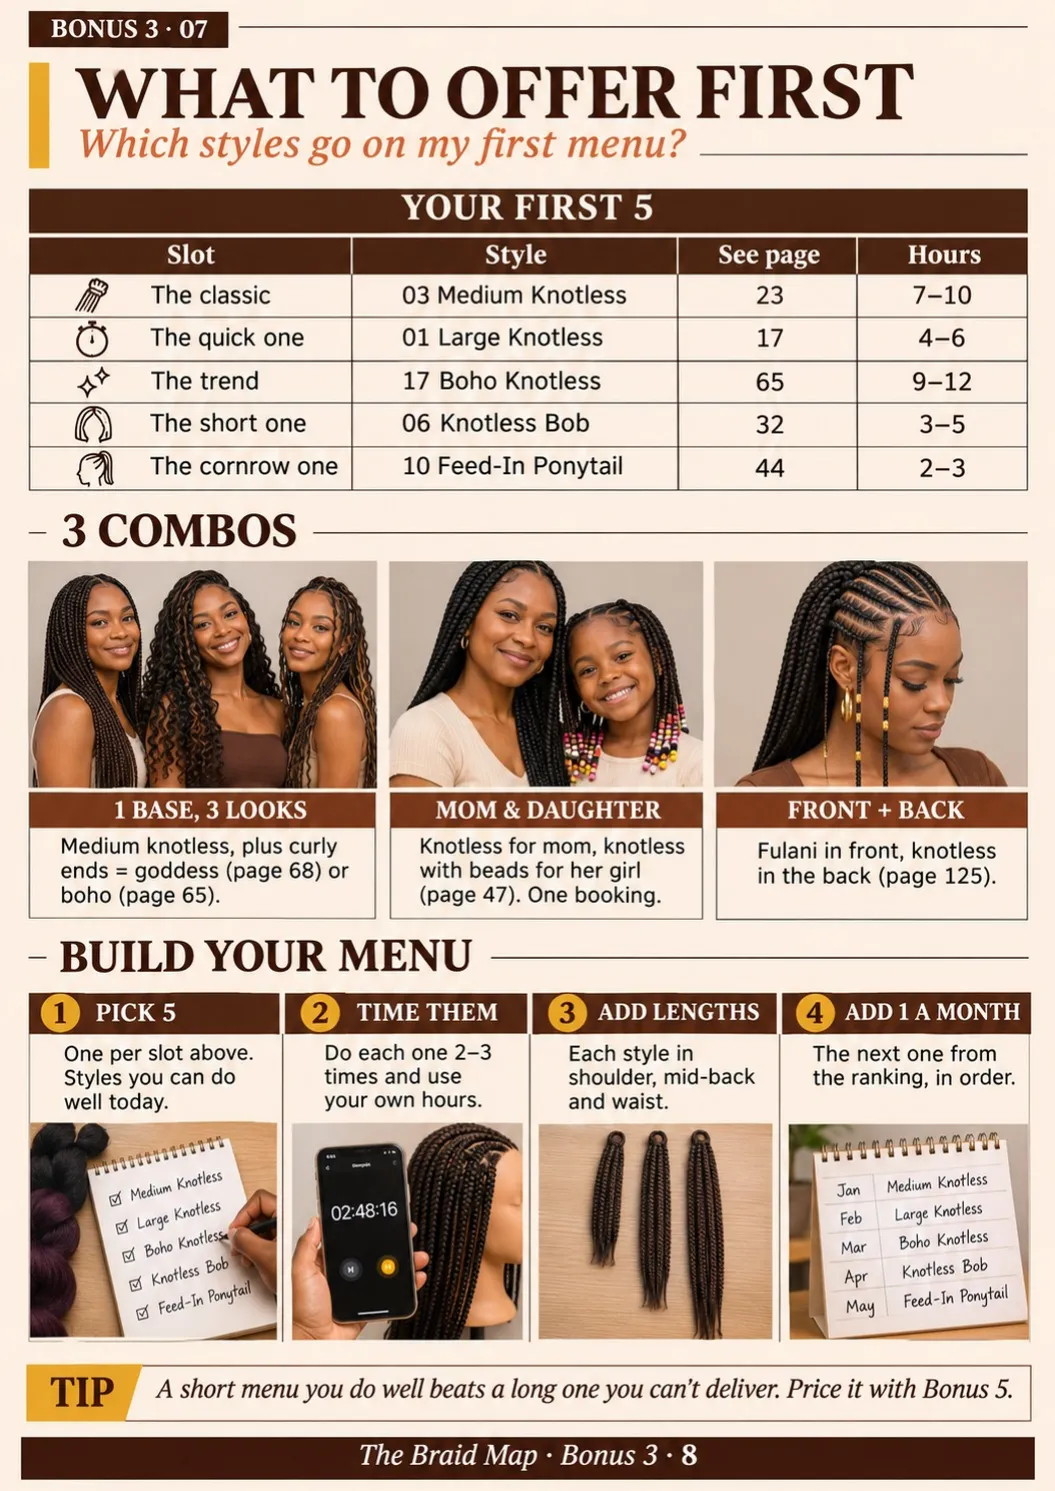 BONUS 3 · 07
WHAT TO OFFER FIRST
Which styles go on my first menu?
YOUR FIRST 5
Slot Style See page Hours
The classic 03 Medium Knotless 23 7–10
The quick one 01 Large Knotless 17 4–6
The trend 17 Boho Knotless 65 9–12
The short one 06 Knotless Bob 32 3–5
The cornrow one 10 Feed-In Ponytail 44 2–3
3 COMBOS
1 BASE, 3 LOOKS
Medium knotless, plus curly
ends = goddess (page 68) or
boho (page 65).
MOM & DAUGHTER
Knotless for mom, knotless
with beads for her girl
(page 47). One booking.
FRONT + BACK
Fulani in front, knotless
in the back (page 125).
BUILD YOUR MENU
1 PICK 5
One per slot above.
Styles you can do
well today.
Medium Knotless
Large Knotless
Boho Knotless
Knotless Bob
Feed-In Ponytail
2 TIME THEM
Do each one 2–3
times and use
your own hours.
02:48:16
3 ADD LENGTHS
Each style in
shoulder, mid-back
and waist.
4 ADD 1 A MONTH
The next one from
the ranking, in order.
Jan Medium Knotless
Feb Large Knotless
Mar Boho Knotless
Apr Knotless Bob
May Feed-In Ponytail
TIP A short menu you do well beats a long one you can't deliver. Price it with Bonus 5.
The Braid Map · Bonus 3 · 8